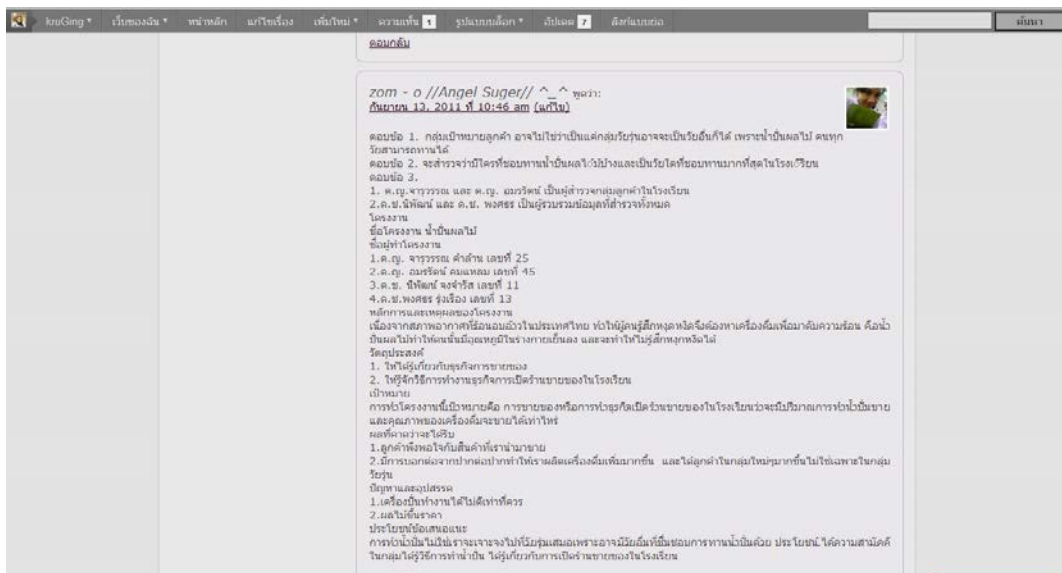 kruGing เว็บของฉัน หน้าหลัก แก้ไขเรื่อง เพิ่มใหม่ ความเห็น 1 รูปแบบบล็อก อัปเดต 7 ลิงก์แบบย่อ ค้นหา
ตอบกลับ
zom - o //Angel Suger// ^_^ พูดว่า:
กันยายน 13, 2011 ที่ 10:46 am (แก้ไข)
ตอบข้อ 1. กลุ่มเป้าหมายลูกค้า อาจไม่ใช่ว่าเป็นแค่กลุ่มวัยรุ่นอาจจะเป็นวัยอื่นก็ได้ เพราะน้ำปั่นผลไม้ คนทุก
วัยสามารถทานได้
ตอบข้อ 2. จะสำรวจว่ามีใครที่ชอบทานน้ำปั่นผลไม้บ้างและเป็นวัยใดที่ชอบทานมากที่สุดในโรงเรียน
ตอบข้อ 3.
1. ด.ญ.จารุวรรณ และ ด.ญ. อมรรัตน์ เป็นผู้สำรวจกลุ่มลูกค้าในโรงเรียน
2.ด.ช.นิพัฒน์ และ ด.ช. พงศธร เป็นผู้รวบรวมข้อมูลที่สำรวจทั้งหมด
โครงงาน
ชื่อโครงงาน น้ำปั่นผลไม้
ชื่อผู้ทำโครงงาน
1.ด.ญ. จารุวรรณ คำล้าน เลขที่ 25
2.ด.ญ. อมรรัตน์ คมแหลม เลขที่ 45
3.ด.ช. นิพัฒน์ จงจำรัส เลขที่ 11
4.ด.ช.พงศธร รุ่งเรือง เลขที่ 13
หลักการและเหตุผลของโครงงาน
เนื่องจากสภาพอากาศที่ร้อนอบอ้าวในประเทศไทย ทำให้ผู้คนรู้สึกหงุดหงิดจึงต้องหาเครื่องดื่มเพื่อมาดับความร้อน คือน้ำ
ปั่นผลไม้ทำให้คนนั้นมีอุณหภูมิในร่างกายเย็นลง และจะทำให้ไม่รู้สึกหงุดหงิดได้
วัตถุประสงค์
1. ให้ได้รู้เกี่ยวกับธุรกิจการขายของ
2. ให้รู้จักวิธีการทำงานธุรกิจการเปิดร้านขายของในโรงเรียน
เป้าหมาย
การทำโครงงานนี้เป้าหมายคือ การขายของหรือการทำธุรกิจเปิดร้านขายของในโรงเรียนว่าจะมีปริมาณการทำน้ำปั่นขาย
และคุณภาพของเครื่องดื่มจะขายได้เท่าไหร่
ผลที่คาดว่าจะได้รับ
1.ลูกค้าพึงพอใจกับสินค้าที่เรานำมาขาย
2.มีการบอกต่อจากปากต่อปากทำให้เราผลิตเครื่องดื่มเพิ่มมากขึ้น และได้ลูกค้าในกลุ่มใหม่ๆมากขึ้นไม่ใช่เฉพาะในกลุ่ม
วัยรุ่น
ปัญหาและอุปสรรค
1.เครื่องปั่นทำงานได้ไม่ดีเท่าที่ควร
2.ผลไม้ขึ้นราคา
ประโยชน์ข้อเสนอแนะ
การทำน้ำปั่นไม่ใช่เราจะเจาะจงไปที่วัยรุ่นเสมอเพราะอาจมีวัยอื่นที่ชื่นชอบการทานน้ำปั่นด้วย ประโยชน์ ได้ความสามัคคี
ในกลุ่มได้รู้วิธีการทำน้ำปั่น ได้รู้เกี่ยวกับการเปิดร้านขายของในโรงเรียน